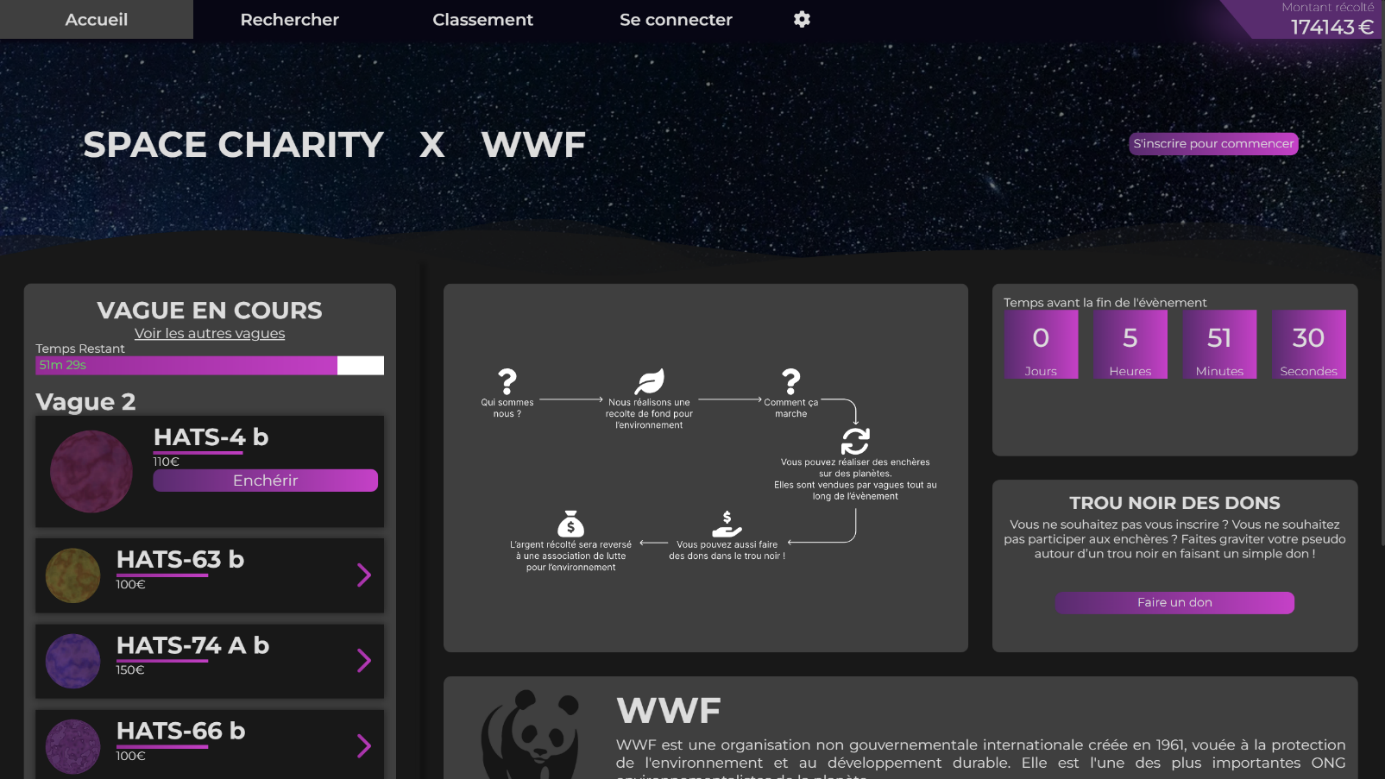 Accueil
Rechercher
Classement
Se connecter
Montant récolté
174143 €
SPACE CHARITY X WWF
S'inscrire pour commencer
VAGUE EN COURS
Voir les autres vagues
Temps Restant
51m 29s
Vague 2
HATS-4 b
110€
Enchérir
HATS-63 b
100€
HATS-74 A b
150€
HATS-66 b
100€
Qui sommes
nous ?
Nous réalisons une
recolte de fond pour
l'environnement
Comment ça
marche
Vous pouvez réaliser des enchères
sur des planètes.
Elles sont vendues par vagues tout au
long de l'évènement
Vous pouvez aussi faire
des dons dans le trou noir !
L'argent récolté sera reversé
à une association de lutte
pour l'environnement
Temps avant la fin de l'évènement
0
Jours
5
Heures
51
Minutes
30
Secondes
TROU NOIR DES DONS
Vous ne souhaitez pas vous inscrire ? Vous ne souhaitez
pas participer aux enchères ? Faites graviter votre pseudo
autour d'un trou noir en faisant un simple don !
Faire un don
WWF
WWF est une organisation non gouvernementale internationale créée en 1961, vouée à la protection
de l'environnement et au développement durable. Elle est l'une des plus importantes ONG
environnementalistes de la planète